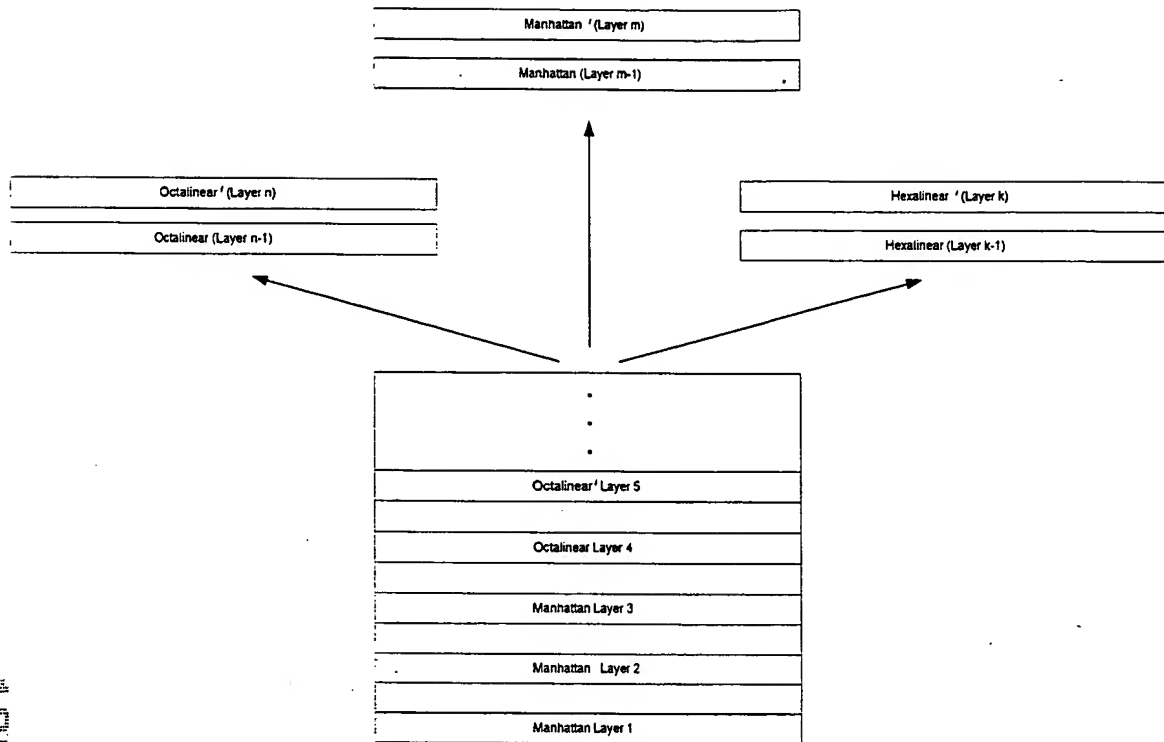 Manhattan ′ (Layer m)
Manhattan (Layer m-1)
Octalinear ′ (Layer n)
Octalinear (Layer n-1)
Hexalinear ′ (Layer k)
Hexalinear (Layer k-1)
Octalinear ′ Layer 5
Octalinear Layer 4
Manhattan Layer 3
Manhattan Layer 2
Manhattan Layer 1